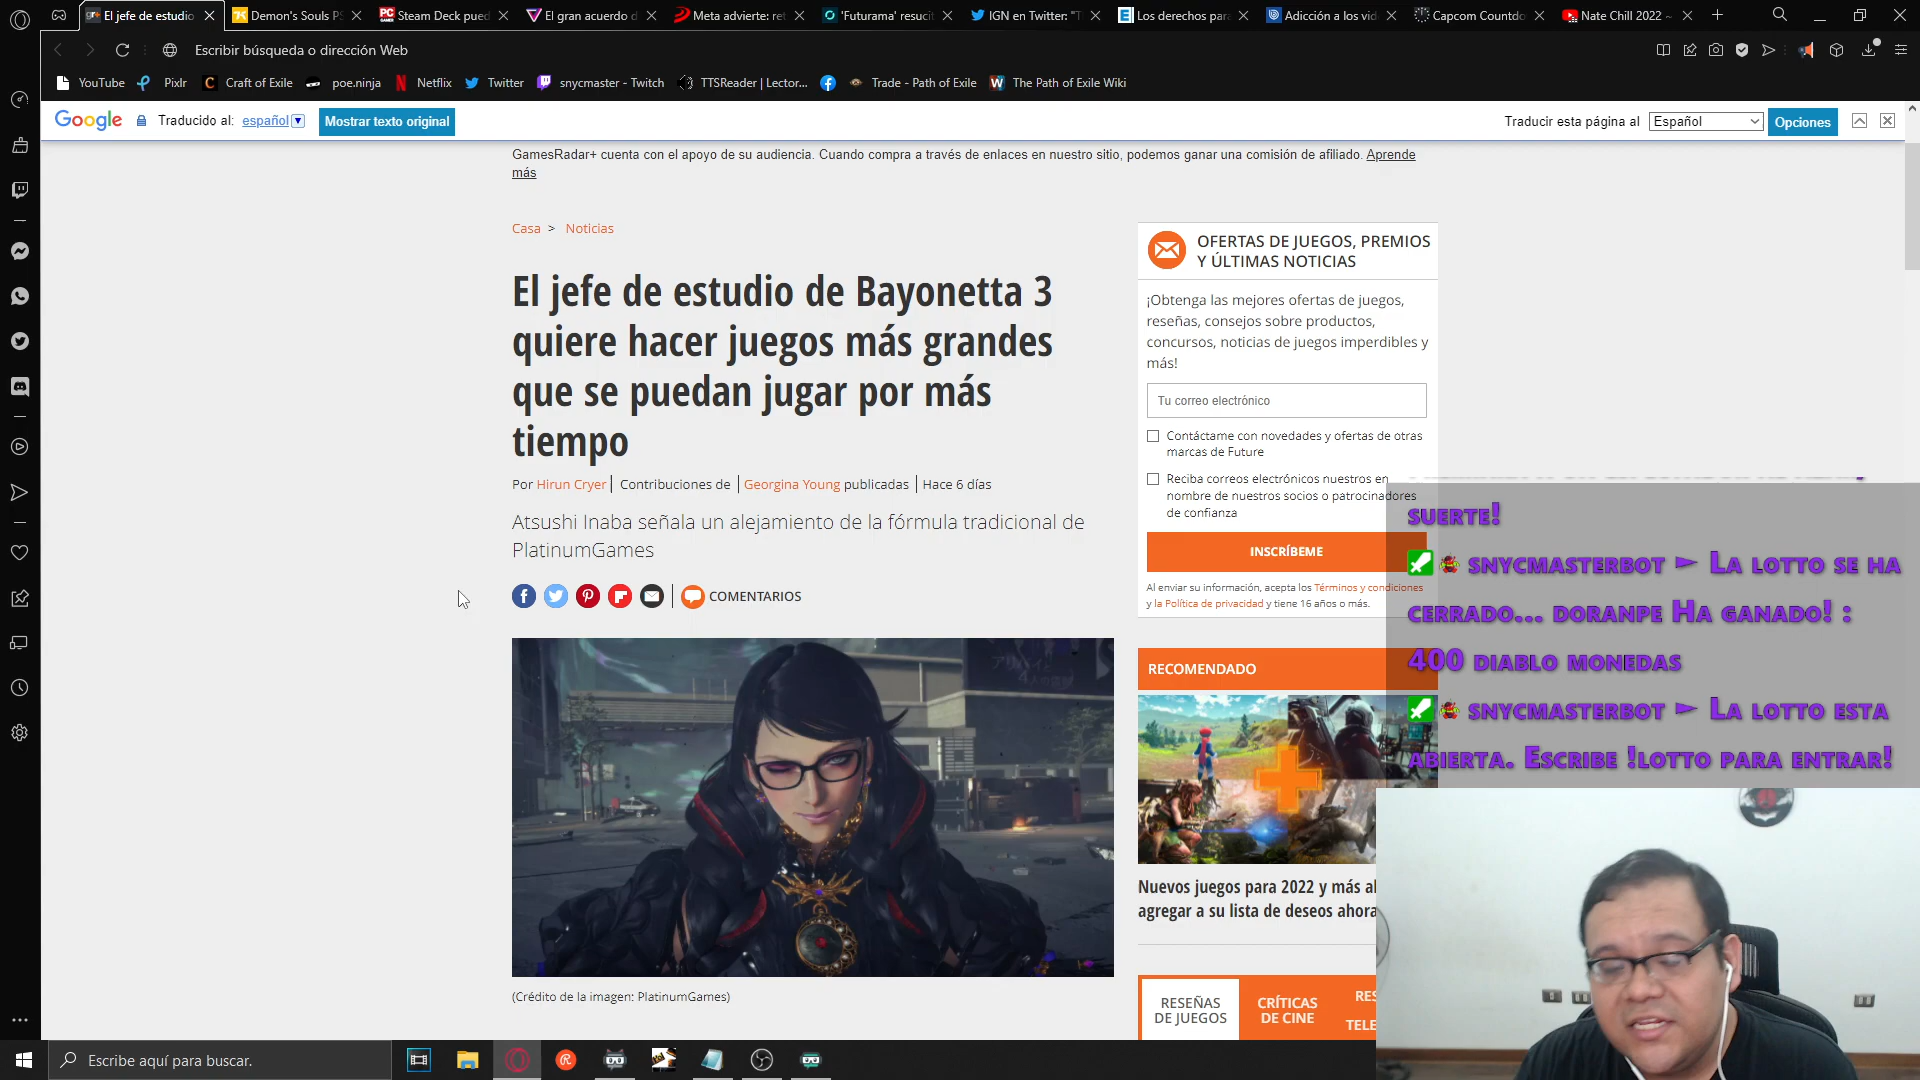 El jefe de estudio
Demon's Souls PS
Steam Deck pued
El gran acuerdo d
Meta advierte: ret
'Futurama' resucit
IGN en Twitter: "T
Los derechos para
Adicción a los vid
Capcom Countdo
Nate Chill 2022 -
Escribir búsqueda o dirección Web
YouTube
Pixlr
Craft of Exile
poe.ninja
Netflix
Twitter
snycmaster - Twitch
TTSReader | Lector...
Trade - Path of Exile
The Path of Exile Wiki
Google
Traducido al: español
Mostrar texto original
Traducir esta página al
Español
Opciones
GamesRadar+ cuenta con el apoyo de su audiencia. Cuando compra a través de enlaces en nuestro sitio, podemos ganar una comisión de afiliado. Aprende
más
Casa > Noticias
El jefe de estudio de Bayonetta 3
quiere hacer juegos más grandes
que se puedan jugar por más
tiempo
Por Hirun Cryer | Contribuciones de | Georgina Young publicadas | Hace 6 días
Atsushi Inaba señala un alejamiento de la fórmula tradicional de
PlatinumGames
COMENTARIOS
(Crédito de la imagen: PlatinumGames)
OFERTAS DE JUEGOS, PREMIOS
Y ÚLTIMAS NOTICIAS
¡Obtenga las mejores ofertas de juegos,
reseñas, consejos sobre productos,
concursos, noticias de juegos imperdibles y
más!
Tu correo electrónico
Contáctame con novedades y ofertas de otras
marcas de Future
Reciba correos electrónicos nuestros en
nombre de nuestros socios o patrocinadores
de confianza
INSCRÍBEME
Al enviar su información, acepta los Términos y condiciones
y la Política de privacidad y tiene 16 años o más.
RECOMENDADO
Nuevos juegos para 2022 y más al
agregar a su lista de deseos ahora
RESEÑAS
DE JUEGOS
CRÍTICAS
DE CINE
RES
TELE
SUERTE!
SNYCMASTERBOT ► LA LOTTO SE HA
CERRADO... DORANPE HA GANADO! :
400 DIABLO MONEDAS
SNYCMASTERBOT ► LA LOTTO ESTA
ABIERTA. ESCRIBE !LOTTO PARA ENTRAR!
Escribe aquí para buscar.